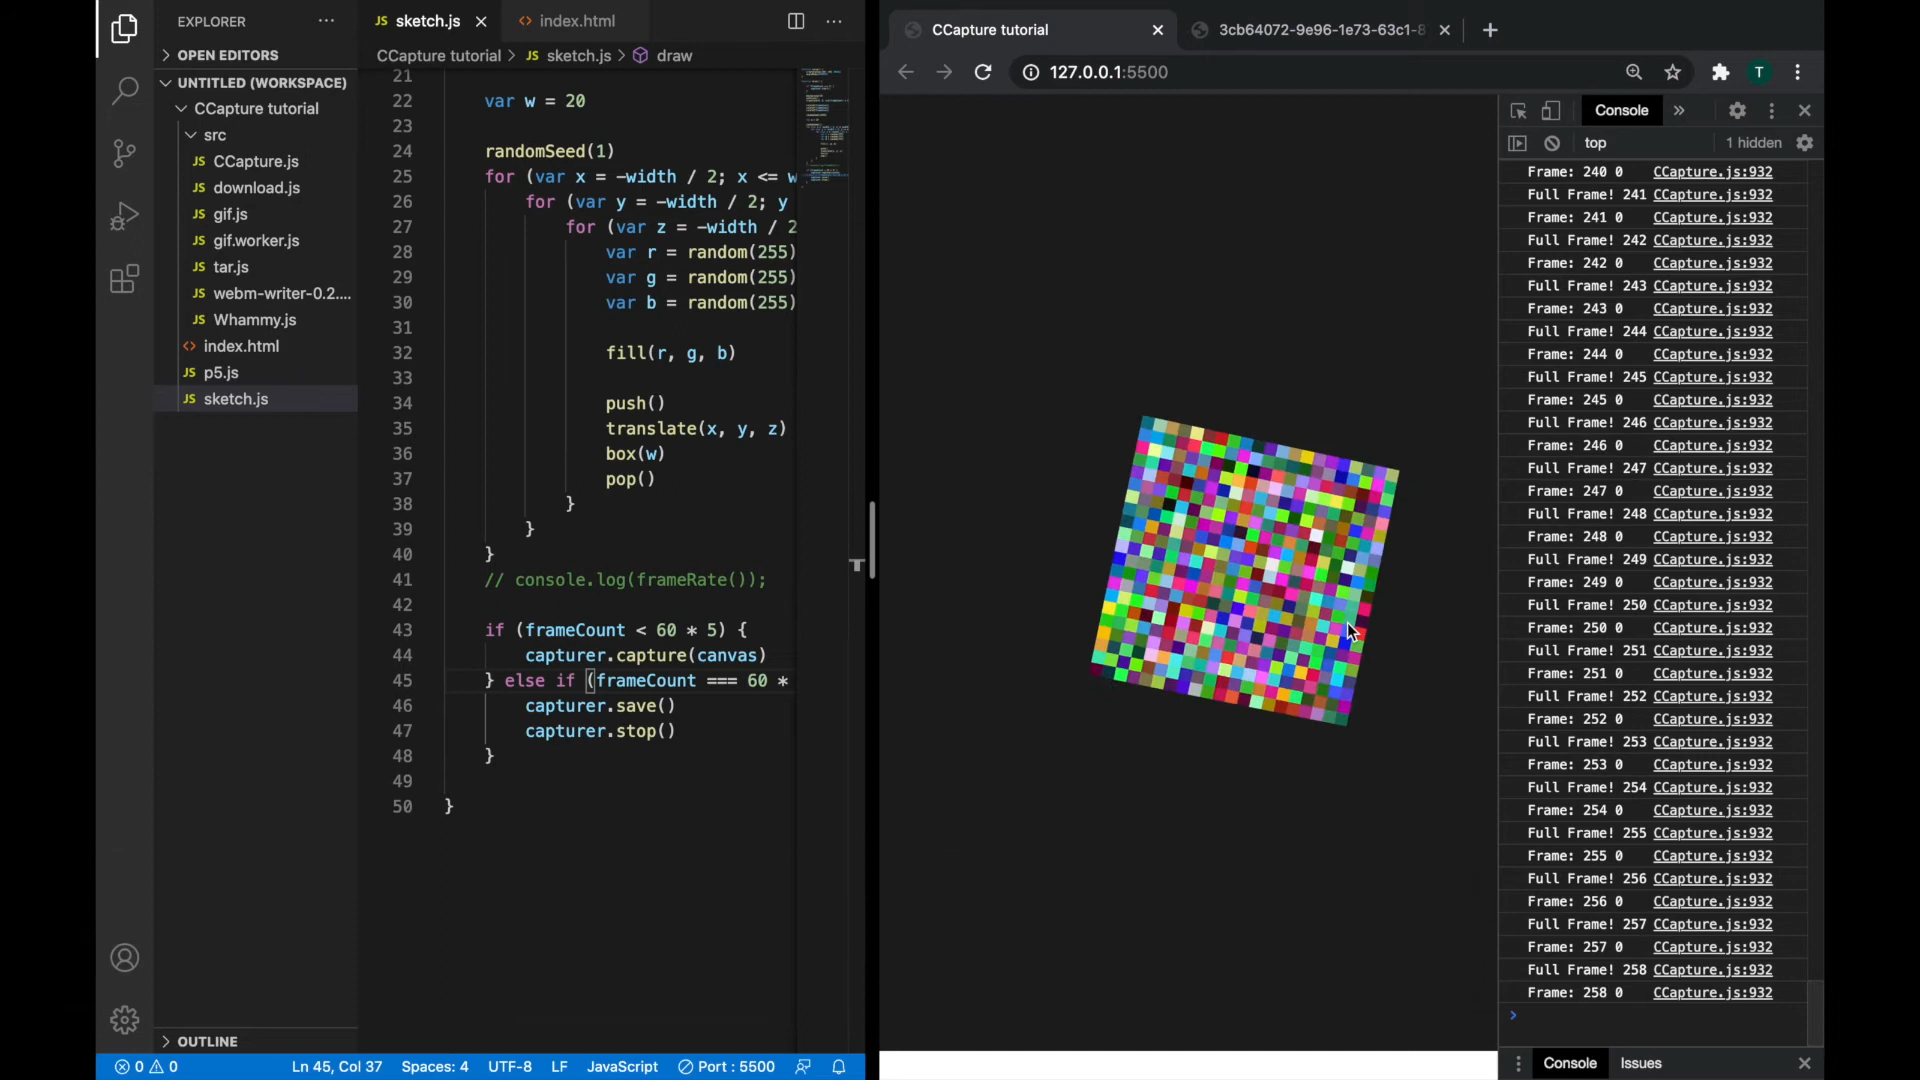 EXPLORER
OPEN EDITORS
UNTITLED (WORKSPACE)
CCapture tutorial
src
JS CCapture.js
JS download.js
JS gif.js
JS gif.worker.js
JS tar.js
JS webm-writer-0.2....
JS Whammy.js
<> index.html
JS p5.js
JS sketch.js
OUTLINE
JS sketch.js
<> index.html
CCapture tutorial > JS sketch.js > draw
21
22 var w = 20
23
24 randomSeed(1)
25 for (var x = -width / 2; x <= w
26 for (var y = -width / 2; y
27 for (var z = -width / 2
28 var r = random(255)
29 var g = random(255)
30 var b = random(255)
31
32 fill(r, g, b)
33
34 push()
35 translate(x, y, z)
36 box(w)
37 pop()
38 }
39 }
40 }
41 // console.log(frameRate());
42
43 if (frameCount < 60 * 5) {
44 capturer.capture(canvas)
45 } else if (frameCount === 60 *
46 capturer.save()
47 capturer.stop()
48 }
49
50 }
0 0
Ln 45, Col 37
Spaces: 4
UTF-8
LF
JavaScript
Port : 5500
CCapture tutorial
3cb64072-9e96-1e73-63c1-8
127.0.0.1:5500
T
Console
top
1 hidden
Frame: 240 0 CCapture.js:932
Full Frame! 241 CCapture.js:932
Frame: 241 0 CCapture.js:932
Full Frame! 242 CCapture.js:932
Frame: 242 0 CCapture.js:932
Full Frame! 243 CCapture.js:932
Frame: 243 0 CCapture.js:932
Full Frame! 244 CCapture.js:932
Frame: 244 0 CCapture.js:932
Full Frame! 245 CCapture.js:932
Frame: 245 0 CCapture.js:932
Full Frame! 246 CCapture.js:932
Frame: 246 0 CCapture.js:932
Full Frame! 247 CCapture.js:932
Frame: 247 0 CCapture.js:932
Full Frame! 248 CCapture.js:932
Frame: 248 0 CCapture.js:932
Full Frame! 249 CCapture.js:932
Frame: 249 0 CCapture.js:932
Full Frame! 250 CCapture.js:932
Frame: 250 0 CCapture.js:932
Full Frame! 251 CCapture.js:932
Frame: 251 0 CCapture.js:932
Full Frame! 252 CCapture.js:932
Frame: 252 0 CCapture.js:932
Full Frame! 253 CCapture.js:932
Frame: 253 0 CCapture.js:932
Full Frame! 254 CCapture.js:932
Frame: 254 0 CCapture.js:932
Full Frame! 255 CCapture.js:932
Frame: 255 0 CCapture.js:932
Full Frame! 256 CCapture.js:932
Frame: 256 0 CCapture.js:932
Full Frame! 257 CCapture.js:932
Frame: 257 0 CCapture.js:932
Full Frame! 258 CCapture.js:932
Frame: 258 0 CCapture.js:932
Console
Issues